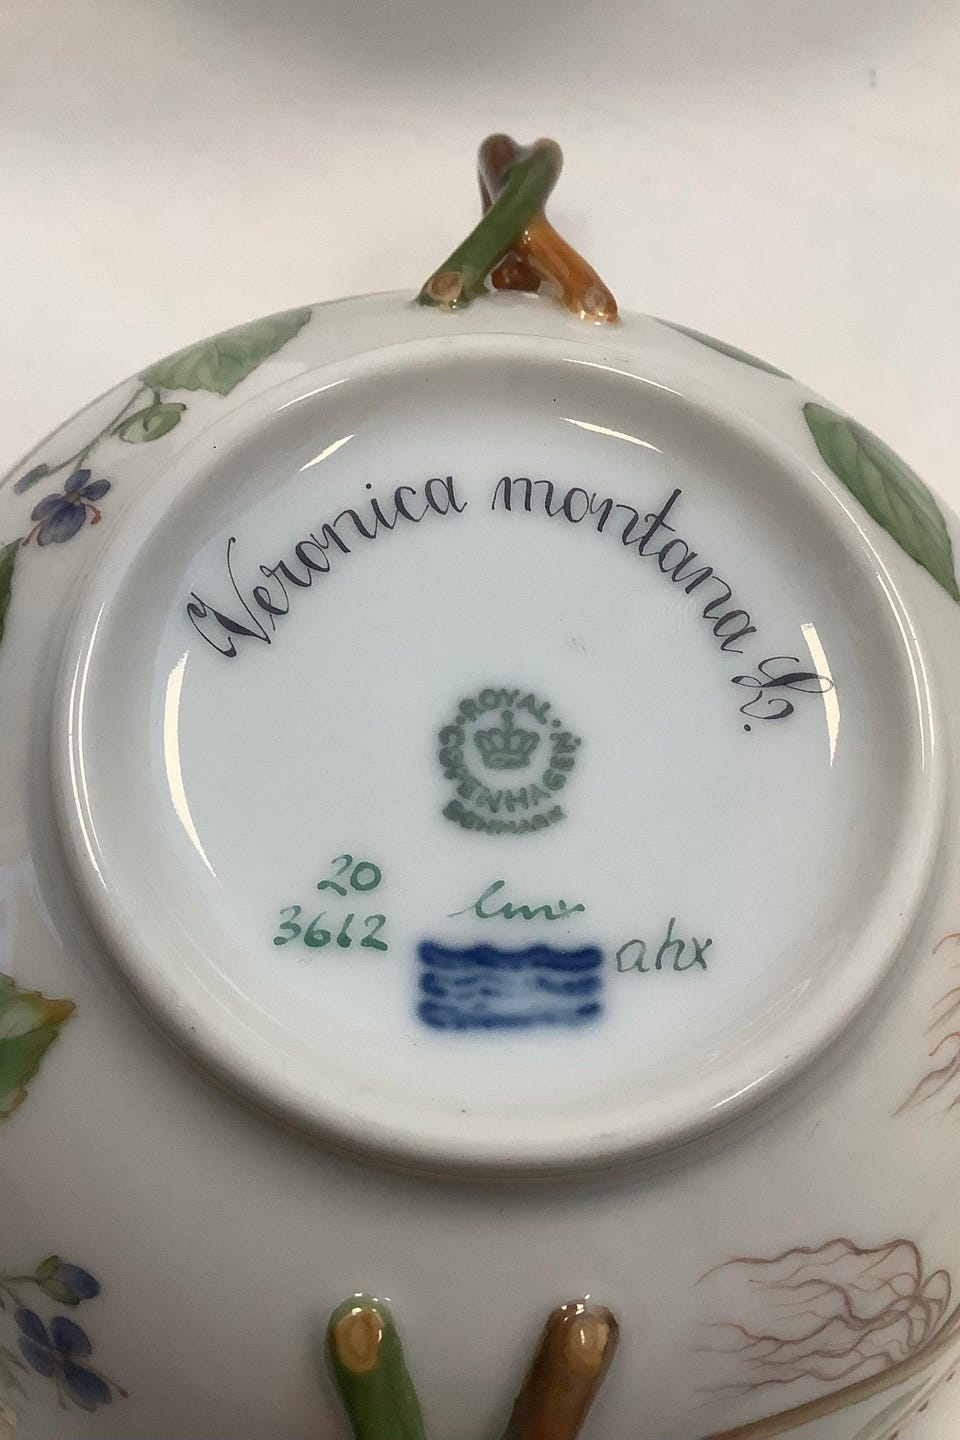 Veronica montana L.
ROYAL
COPENHAGEN
DENMARK
20
3612
ahx